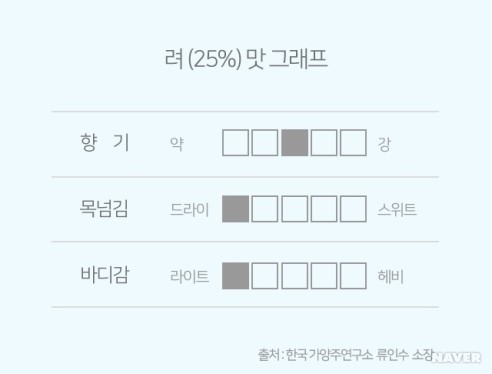 려 (25%) 맛 그래프
향 기 약 강
목넘김 드라이 스위트
바디감 라이트 헤비
출처 : 한국가양주연구소 류인수 소장
NAVER